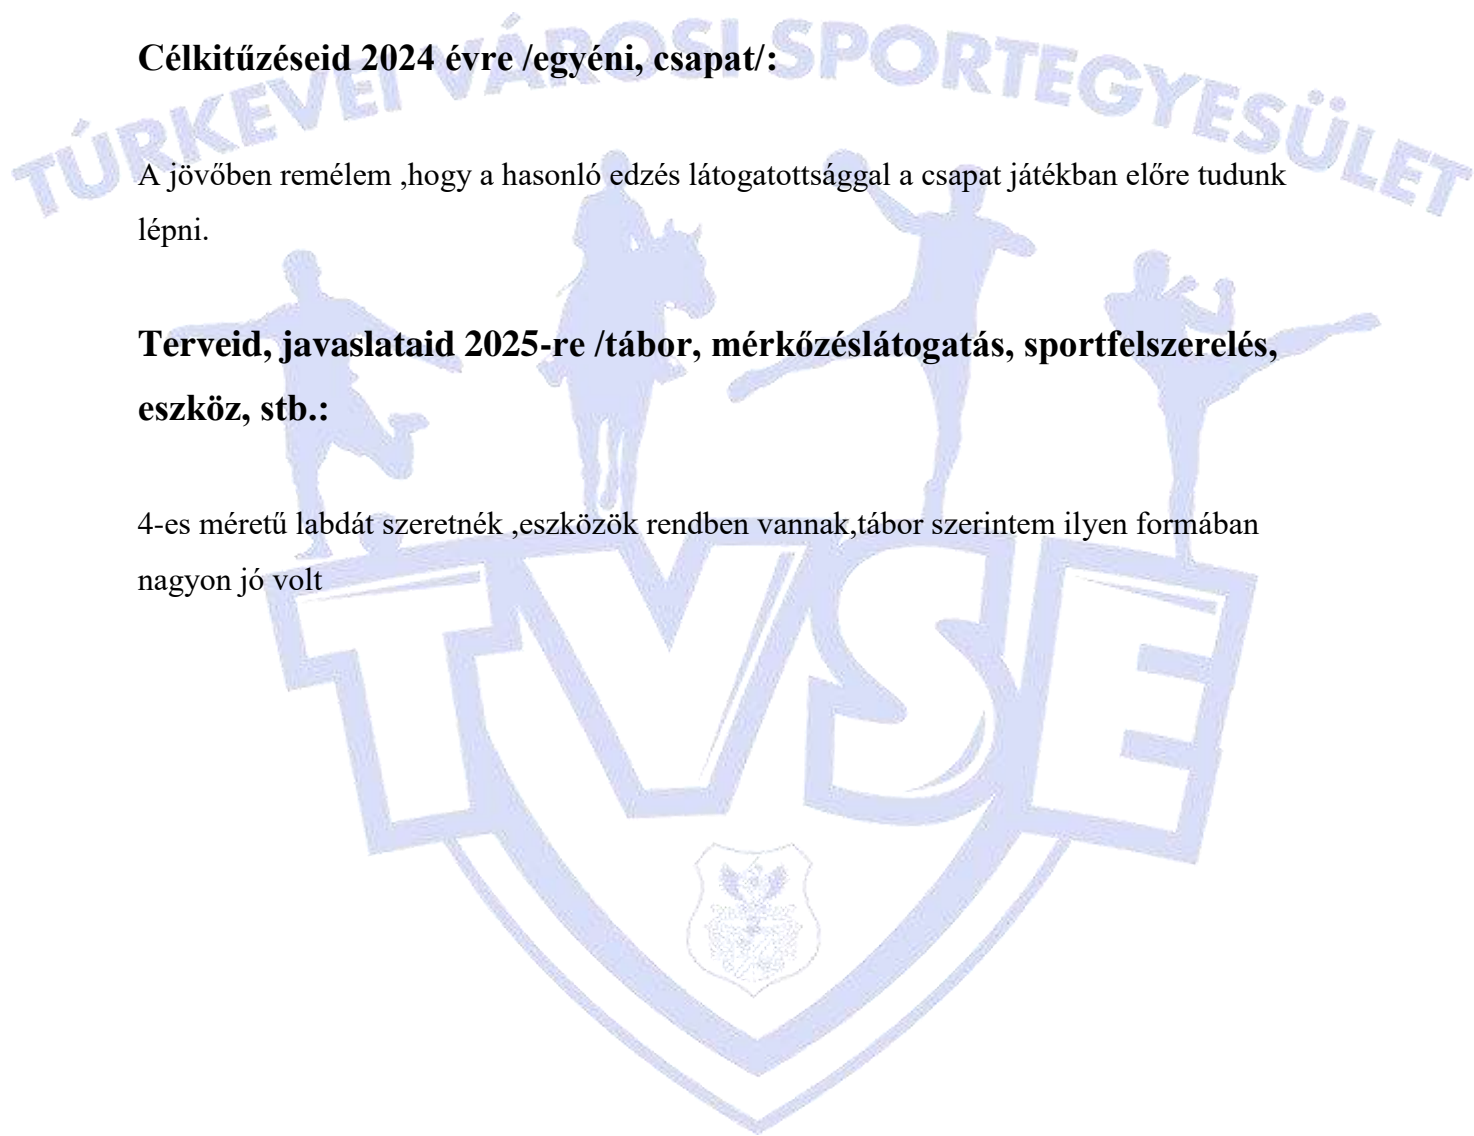 TÚRKEVEI VÁROSI SPORTEGYESÜLET
Célkitűzéseid 2024 évre /egyéni, csapat/:
A jövőben remélem ,hogy a hasonló edzés látogatottsággal a csapat játékban előre tudunk
lépni.
Terveid, javaslataid 2025-re /tábor, mérkőzéslátogatás, sportfelszerelés,
eszköz, stb.:
4-es méretű labdát szeretnék ,eszközök rendben vannak,tábor szerintem ilyen formában
nagyon jó volt
TVSE